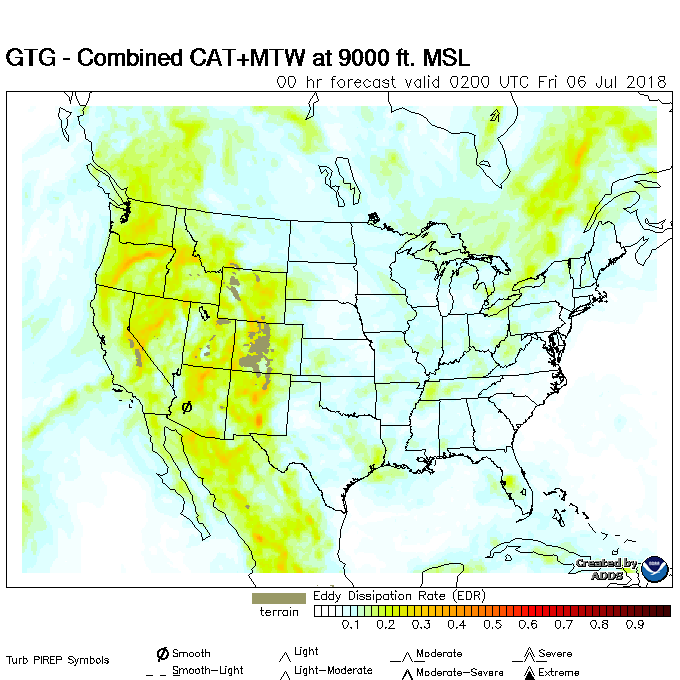 GTG - Combined CAT+MTW at 9000 ft. MSL
00 hr forecast valid 0200 UTC Fri 06 Jul 2018
Created by
ADDS
Eddy Dissipation Rate (EDR)
terrain
0.1 0.2 0.3 0.4 0.5 0.6 0.7 0.8 0.9
Turb PIREP Symbols
Smooth Light Moderate Severe
Smooth-Light Light-Moderate Moderate-Severe Extreme